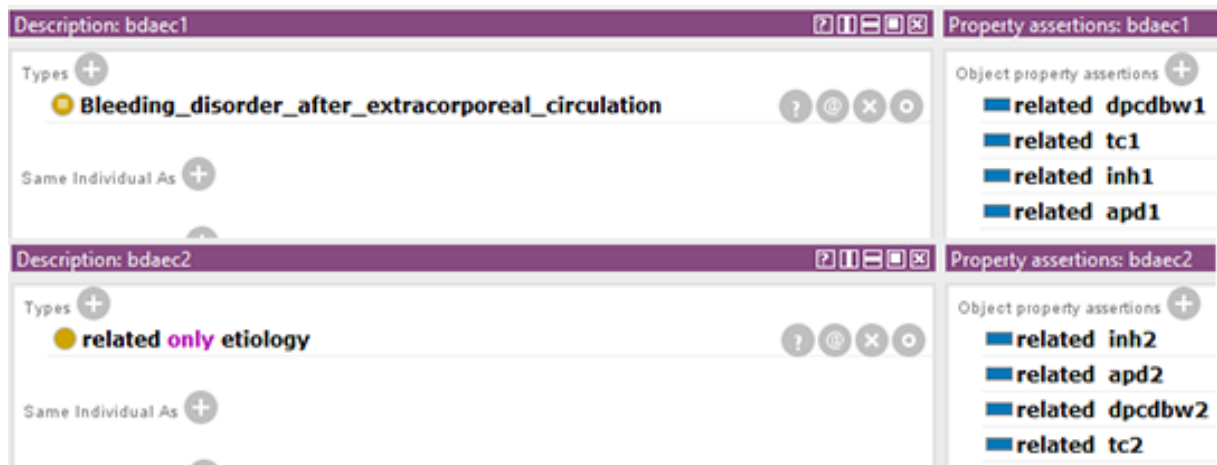 Description: bdaec1
Types
Bleeding_disorder_after_extracorporeal_circulation
Same Individual As
Property assertions: bdaec1
Object property assertions
related dpcdbw1
related tc1
related inh1
related apd1
Description: bdaec2
Types
related only etiology
Same Individual As
Property assertions: bdaec2
Object property assertions
related inh2
related apd2
related dpcdbw2
related tc2